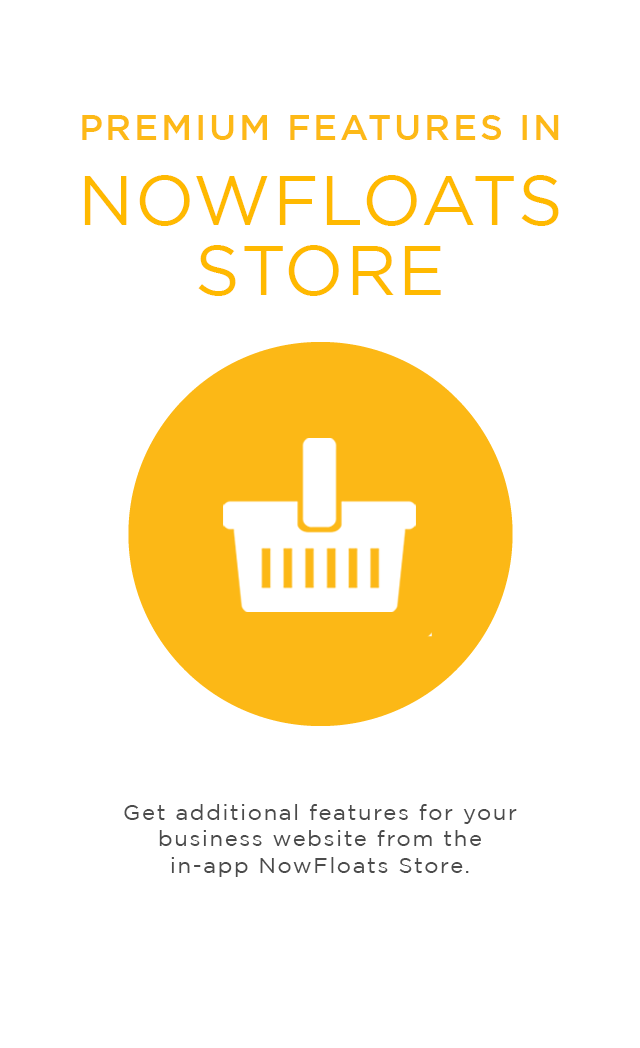 PREMIUM FEATURES IN
NOWFLOATS
STORE
Get additional features for your
business website from the
in-app NowFloats Store.